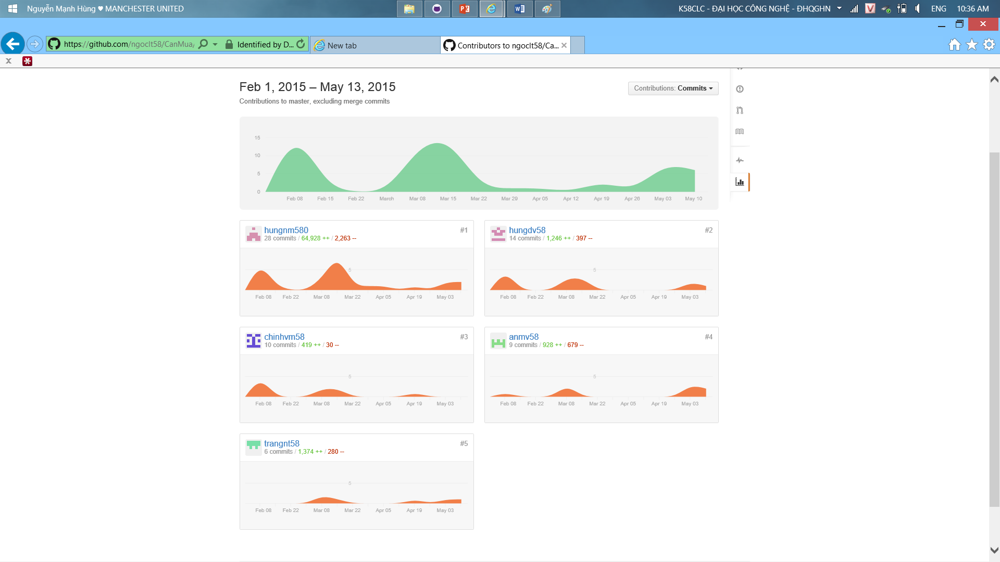 Nguyễn Mạnh Hùng ♥ MANCHESTER UNITED
K58CLC - ĐẠI HỌC CÔNG NGHỆ - ĐHQGHN
ENG
10:36 AM
https://github.com/ngoclt58/CanMua/
Identified by D...
New tab
Contributors to ngoclt58/Ca...
Feb 1, 2015 – May 13, 2015
Contributions: Commits
Contributions to master, excluding merge commits
15
10
5
0
Feb 08 Feb 15 Feb 22 March Mar 08 Mar 15 Mar 22 Mar 29 Apr 05 Apr 12 Apr 19 Apr 26 May 03 May 10
hungnm580 #1
28 commits / 64,928 ++ / 2,263 --
5
Feb 08 Feb 22 Mar 08 Mar 22 Apr 05 Apr 19 May 03
hungdv58 #2
14 commits / 1,246 ++ / 397 --
5
Feb 08 Feb 22 Mar 08 Mar 22 Apr 05 Apr 19 May 03
chinhvm58 #3
10 commits / 419 ++ / 30 --
5
Feb 08 Feb 22 Mar 08 Mar 22 Apr 05 Apr 19 May 03
anmv58 #4
9 commits / 928 ++ / 679 --
5
Feb 08 Feb 22 Mar 08 Mar 22 Apr 05 Apr 19 May 03
trangnt58 #5
6 commits / 1,374 ++ / 280 --
5
Feb 08 Feb 22 Mar 08 Mar 22 Apr 05 Apr 19 May 03